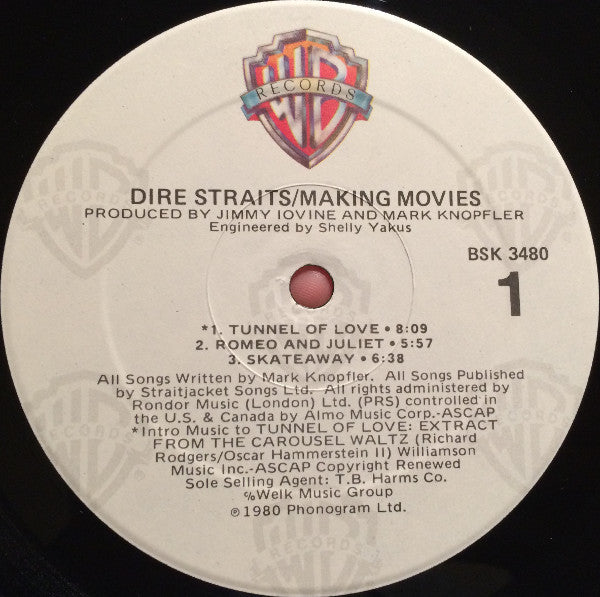 WB
RECORDS
DIRE STRAITS/MAKING MOVIES
PRODUCED BY JIMMY IOVINE AND MARK KNOPFLER
Engineered by Shelly Yakus
BSK 3480
1
*1. TUNNEL OF LOVE • 8:09
2. ROMEO AND JULIET • 5:57
3. SKATEAWAY • 6:38
All Songs Written by Mark Knopfler. All Songs Published
by Straitjacket Songs Ltd. All rights administered by
Rondor Music (London) Ltd. (PRS) controlled in
the U.S. & Canada by Almo Music Corp.-ASCAP
*Intro Music to TUNNEL OF LOVE: EXTRACT
FROM THE CAROUSEL WALTZ (Richard
Rodgers/Oscar Hammerstein II) Williamson
Music Inc.-ASCAP Copyright Renewed
Sole Selling Agent: T.B. Harms Co.
℅Welk Music Group
℗1980 Phonogram Ltd.